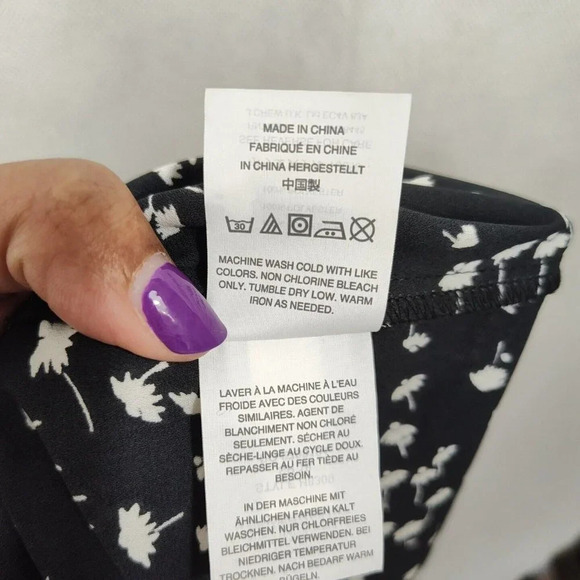 MADE IN CHINA
FABRIQUÉ EN CHINE
IN CHINA HERGESTELLT
中国製
30
MACHINE WASH COLD WITH LIKE
COLORS. NON CHLORINE BLEACH
ONLY. TUMBLE DRY LOW. WARM
IRON AS NEEDED.
LAVER À LA MACHINE À L'EAU
FROIDE AVEC DES COULEURS
SIMILAIRES. AGENT DE
BLANCHIMENT NON CHLORÉ
SEULEMENT. SÉCHER AU
SÈCHE-LINGE AU CYCLE DOUX.
REPASSER AU FER TIÈDE AU
BESOIN.
IN DER MASCHINE MIT
ÄHNLICHEN FARBEN KALT
WASCHEN. NUR CHLORFREIES
BLEICHMITTEL VERWENDEN. BEI
NIEDRIGER TEMPERATUR
TROCKNEN. NACH BEDARF WARM
BÜGELN.